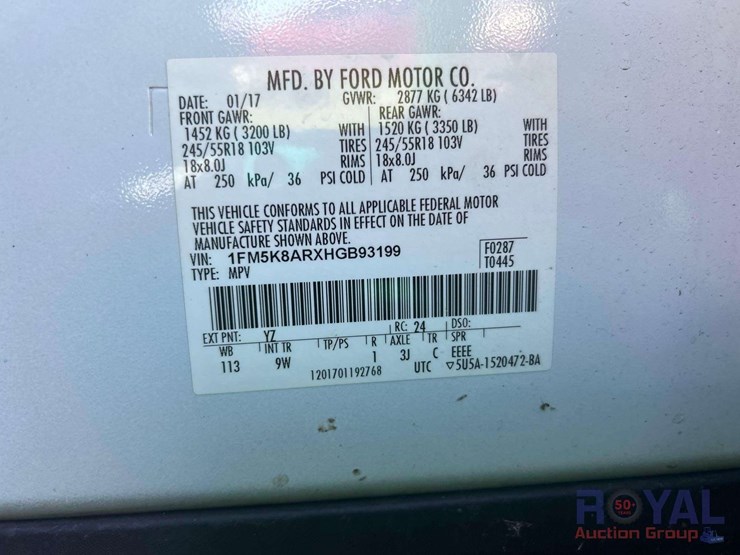 MFD. BY FORD MOTOR CO.
DATE: 01/17 GVWR: 2877 KG ( 6342 LB)
FRONT GAWR: REAR GAWR:
1452 KG ( 3200 LB) WITH 1520 KG ( 3350 LB) WITH
245/55R18 103V TIRES 245/55R18 103V TIRES
18x8.0J RIMS 18x8.0J RIMS
AT 250 kPa/ 36 PSI COLD AT 250 kPa/ 36 PSI COLD
THIS VEHICLE CONFORMS TO ALL APPLICABLE FEDERAL MOTOR
VEHICLE SAFETY STANDARDS IN EFFECT ON THE DATE OF
MANUFACTURE SHOWN ABOVE.
VIN: 1FM5K8ARXHGB93199 F0287
TYPE: MPV T0445
EXT PNT: YZ RC: 24 DSO:
WB INT TR TP/PS R AXLE TR SPR
113 9W 1 3J C EEEE
1201701192768 UTC ▽5U5A-1520472-BA
ROYAL
50+
Auction Group